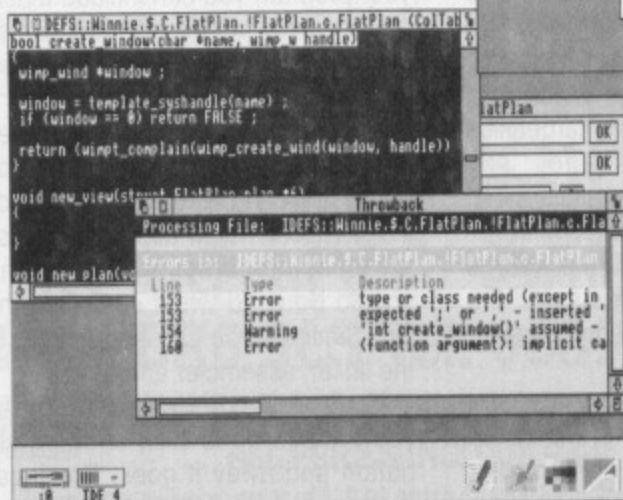 IDEFS::Winnie.$.C.FlatPlan.!FlatPlan.c.FlatPlan (ColTab
bool create_window(char *name, wimp_w handle)
{
wimp_wind *window ;
window = template_syshandle(name) ;
if (window == 0) return FALSE ;
return (wimpt_complain(wimp_create_wind(window, handle))
}
void new_view(struct FlatPlan_plan *f)
{
}
void new_plan(vo
latPlan
OK
OK
Throwback
Processing File: IDEFS::Winnie.$.C.FlatPlan.!FlatPlan.c.Fla
Errors in: IDEFS::Winnie.$.C.FlatPlan.!FlatPlan.c.FlatPlan
Line Type Description
153 Error type or class needed (except in
153 Error expected ';' or ',' - inserted '
154 Warning 'int create_window()' assumed -
160 Error (function argument): implicit ca
:0 IDE 4